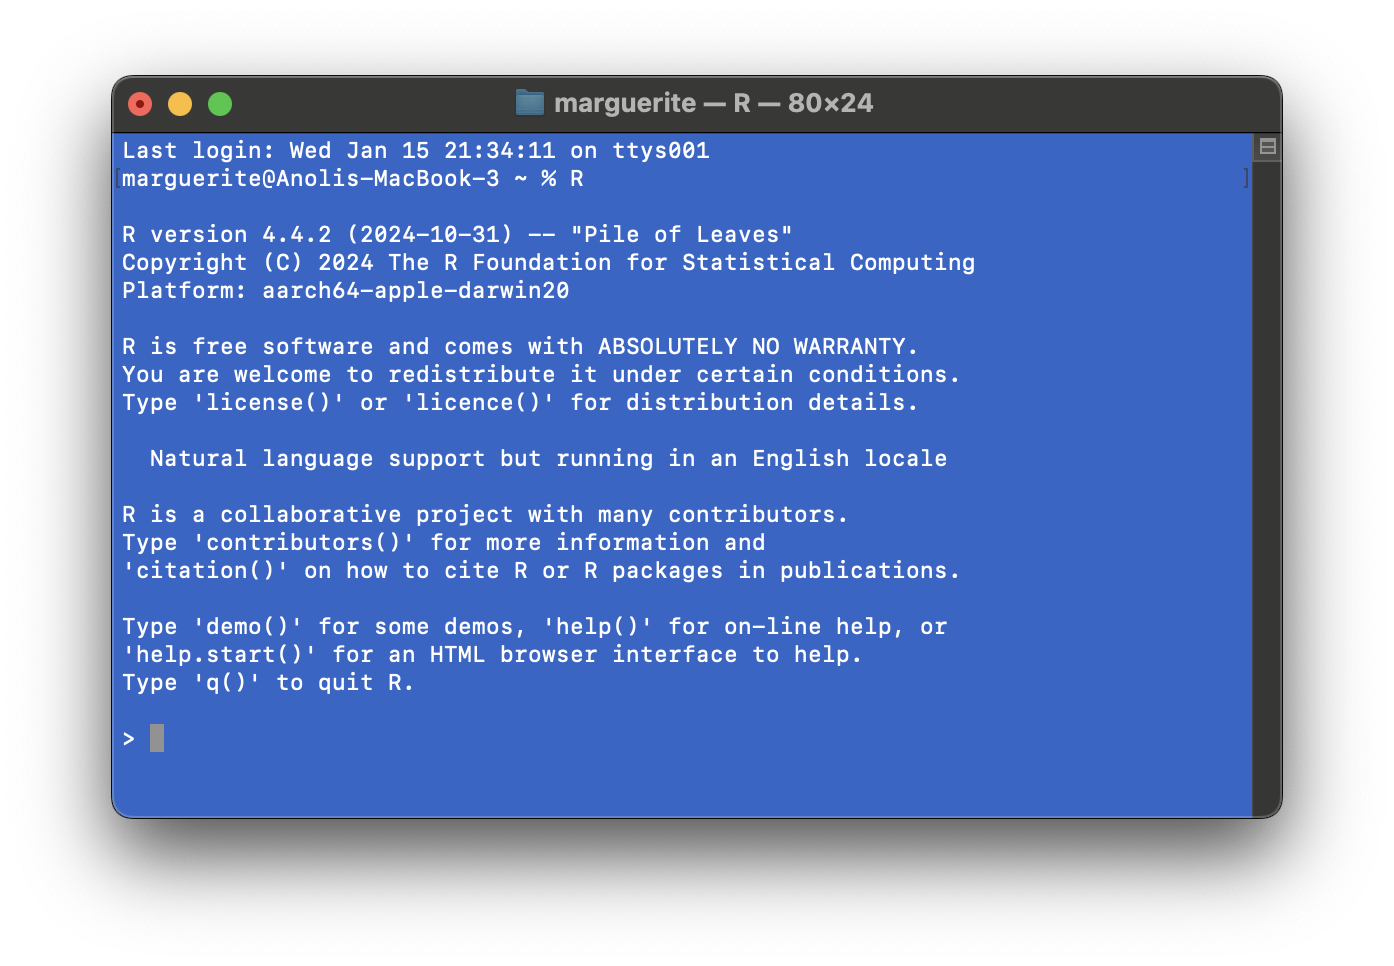 marguerite — R — 80×24
Last login: Wed Jan 15 21:34:11 on ttys001
[marguerite@Anolis-MacBook-3 ~ % R ]
R version 4.4.2 (2024-10-31) -- "Pile of Leaves"
Copyright (C) 2024 The R Foundation for Statistical Computing
Platform: aarch64-apple-darwin20
R is free software and comes with ABSOLUTELY NO WARRANTY.
You are welcome to redistribute it under certain conditions.
Type 'license()' or 'licence()' for distribution details.
  Natural language support but running in an English locale
R is a collaborative project with many contributors.
Type 'contributors()' for more information and
'citation()' on how to cite R or R packages in publications.
Type 'demo()' for some demos, 'help()' for on-line help, or
'help.start()' for an HTML browser interface to help.
Type 'q()' to quit R.
>